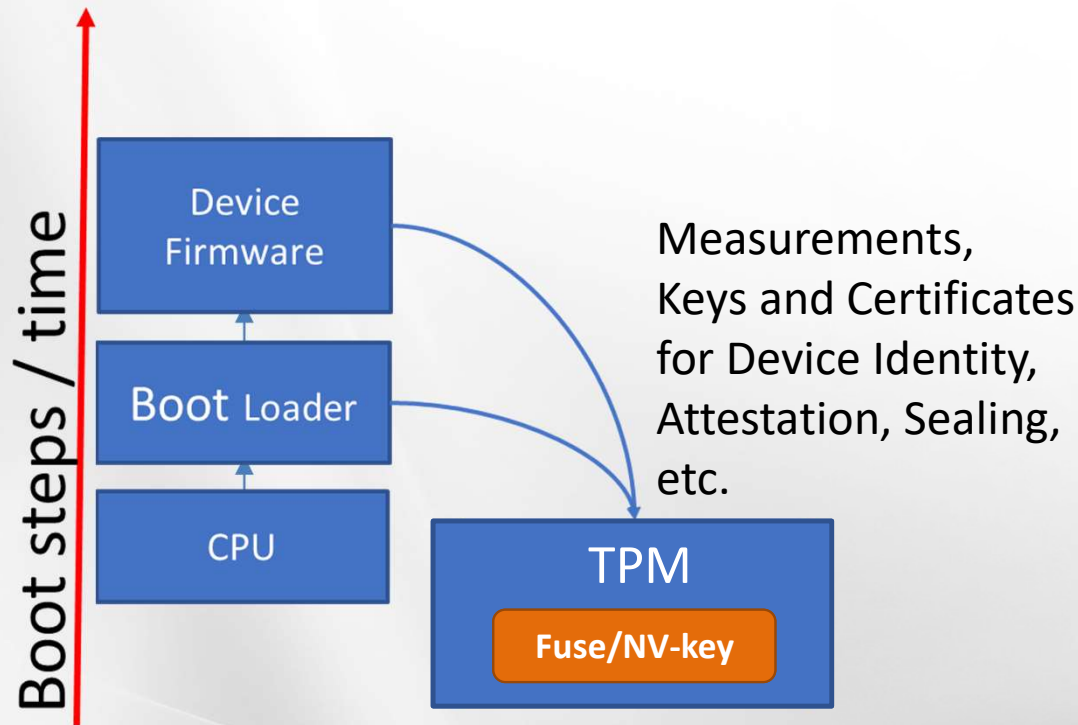 Boot steps / time
Device
Firmware
Boot Loader
CPU
Measurements,
Keys and Certificates
for Device Identity,
Attestation, Sealing,
etc.
TPM
Fuse/NV-key